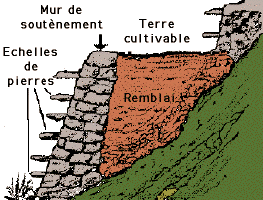 Mur de
soutènement
Terre
cultivable
Echelles
de
pierres
Remblai